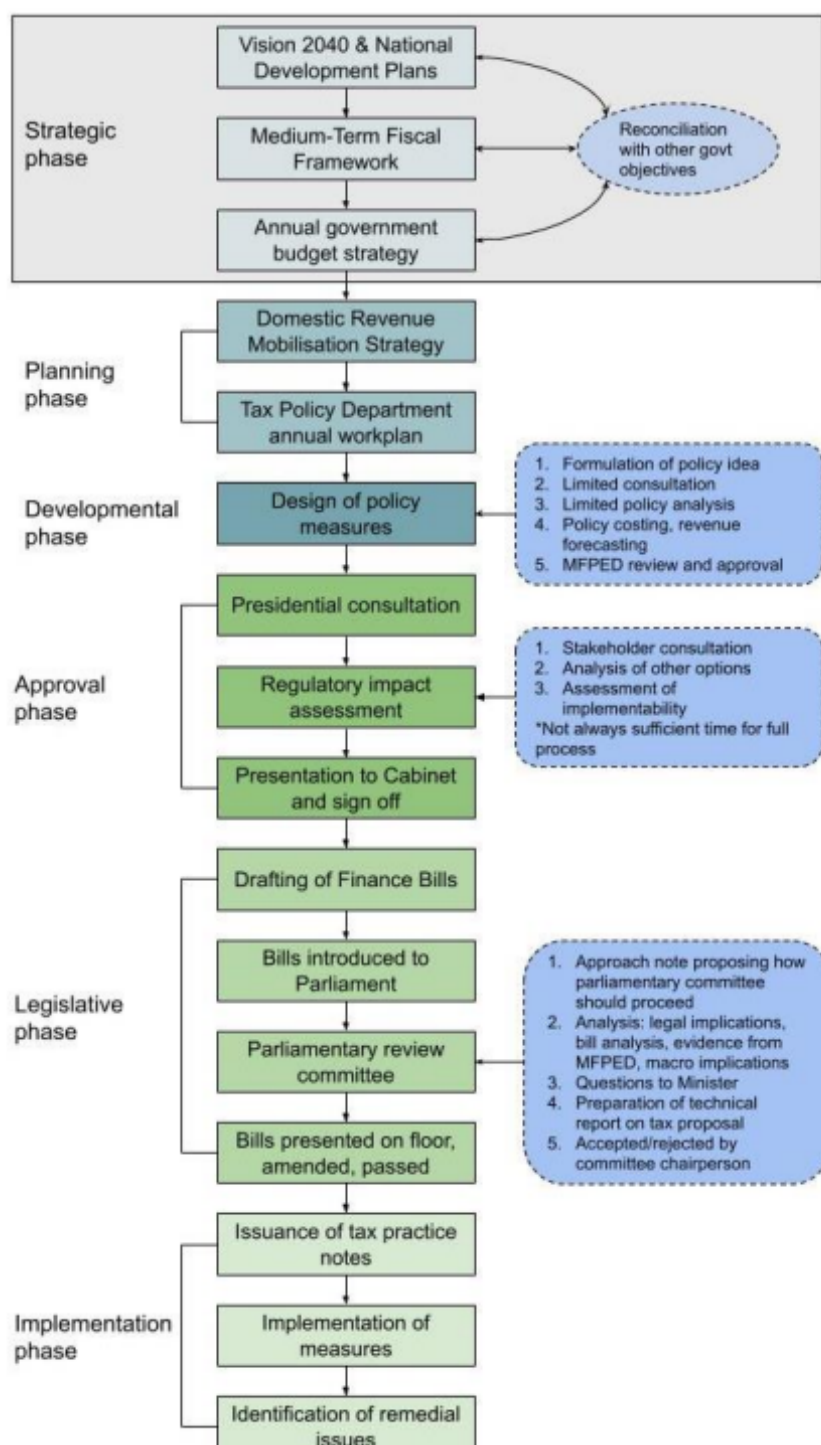 Strategic
phase
Vision 2040 & National
Development Plans
Medium-Term Fiscal
Framework
Annual government
budget strategy
Reconciliation
with other govt
objectives
Planning
phase
Domestic Revenue
Mobilisation Strategy
Tax Policy Department
annual workplan
Developmental
phase
Design of policy
measures
1. Formulation of policy idea
2. Limited consultation
3. Limited policy analysis
4. Policy costing, revenue
forecasting
5. MFPED review and approval
Approval
phase
Presidential consultation
Regulatory impact
assessment
Presentation to Cabinet
and sign off
1. Stakeholder consultation
2. Analysis of other options
3. Assessment of
implementability
*Not always sufficient time for full
process
Legislative
phase
Drafting of Finance Bills
Bills introduced to
Parliament
Parliamentary review
committee
Bills presented on floor,
amended, passed
1. Approach note proposing how
parliamentary committee
should proceed
2. Analysis: legal implications,
bill analysis, evidence from
MFPED, macro implications
3. Questions to Minister
4. Preparation of technical
report on tax proposal
5. Accepted/rejected by
committee chairperson
Implementation
phase
Issuance of tax practice
notes
Implementation of
measures
Identification of remedial
issues